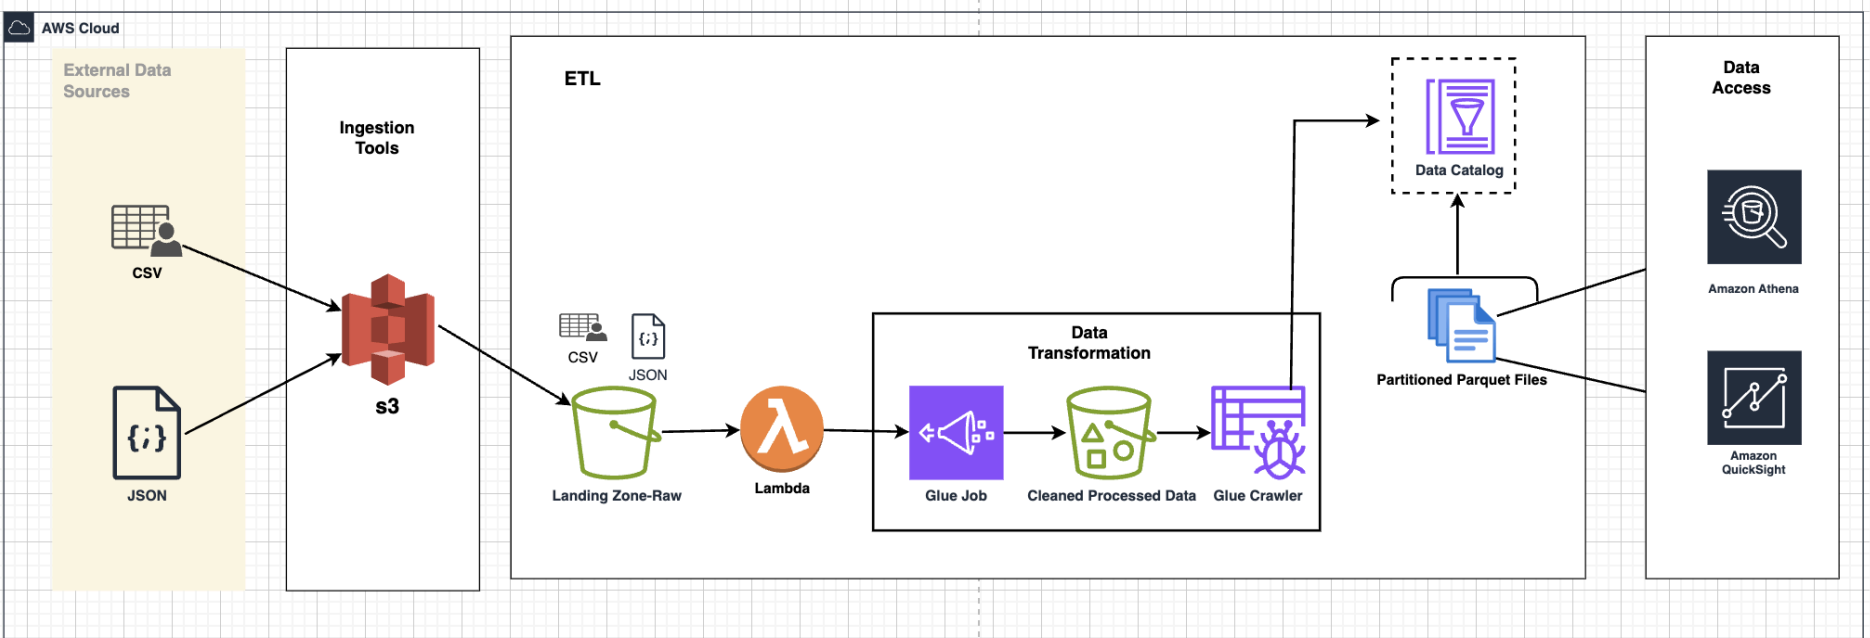 AWS Cloud
External Data
Sources
CSV
{;}
JSON
Ingestion
Tools
s3
ETL
CSV
{;}
JSON
Landing Zone-Raw
Lambda
Data
Transformation
Glue Job
Cleaned Processed Data
Glue Crawler
Data Catalog
Partitioned Parquet Files
Data
Access
Amazon Athena
Amazon
QuickSight